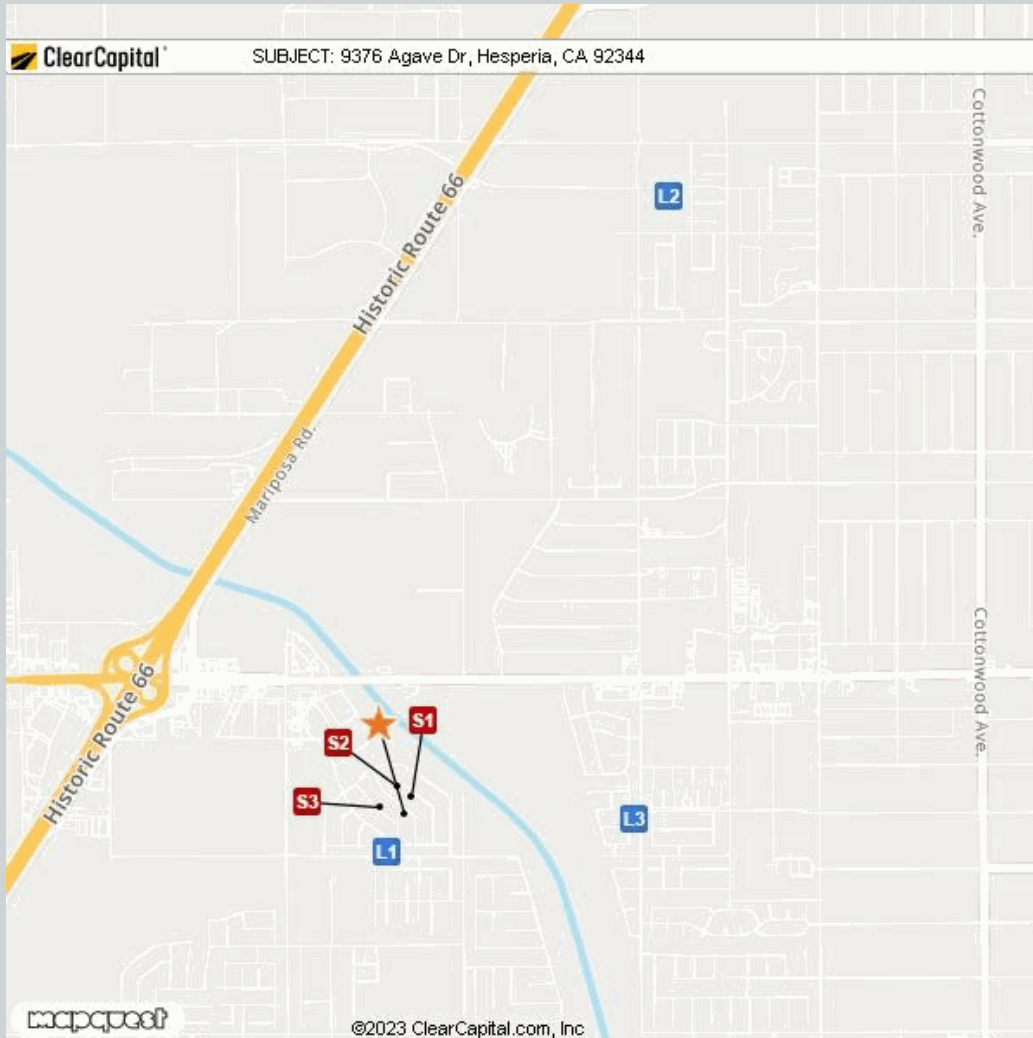 ClearCapital
SUBJECT: 9376 Agave Dr, Hesperia, CA 92344
Cottonwood Ave.
L2
Historic Route 66
Mariposa Rd.
Cottonwood Ave.
Historic Route 66
S1
S2
S3
L3
L1
mapquest
©2023 ClearCapital.com, Inc